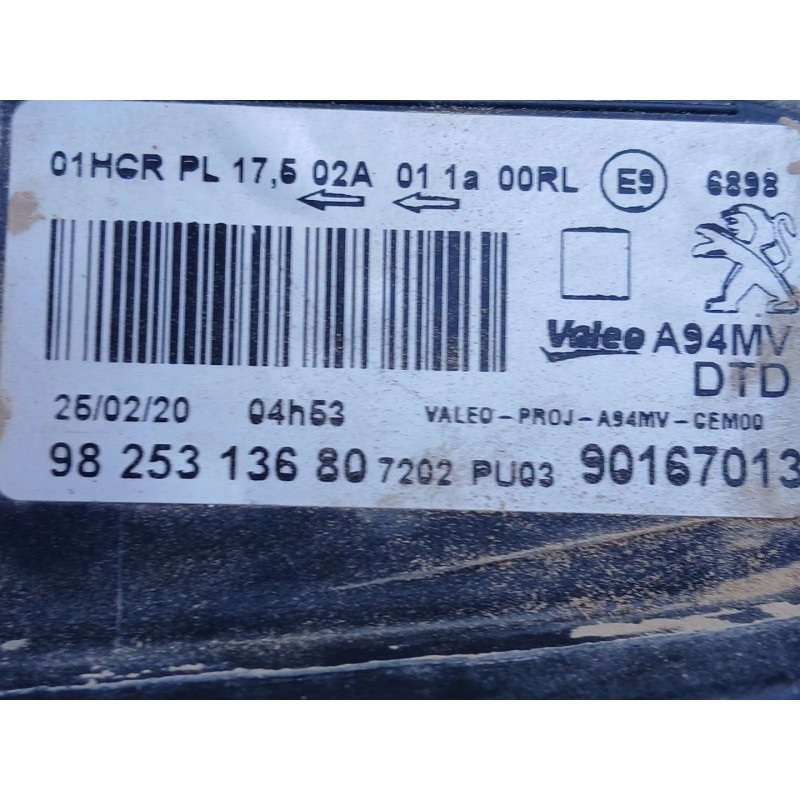 01HCR PL 17,5 02A 01 1a 00RL E9 6898
Valeo A94MV
DTD
25/02/20 04h53 VALEO-PROJ-A94MV-CEM00
98 253 136 80 7202 PU03 90167013